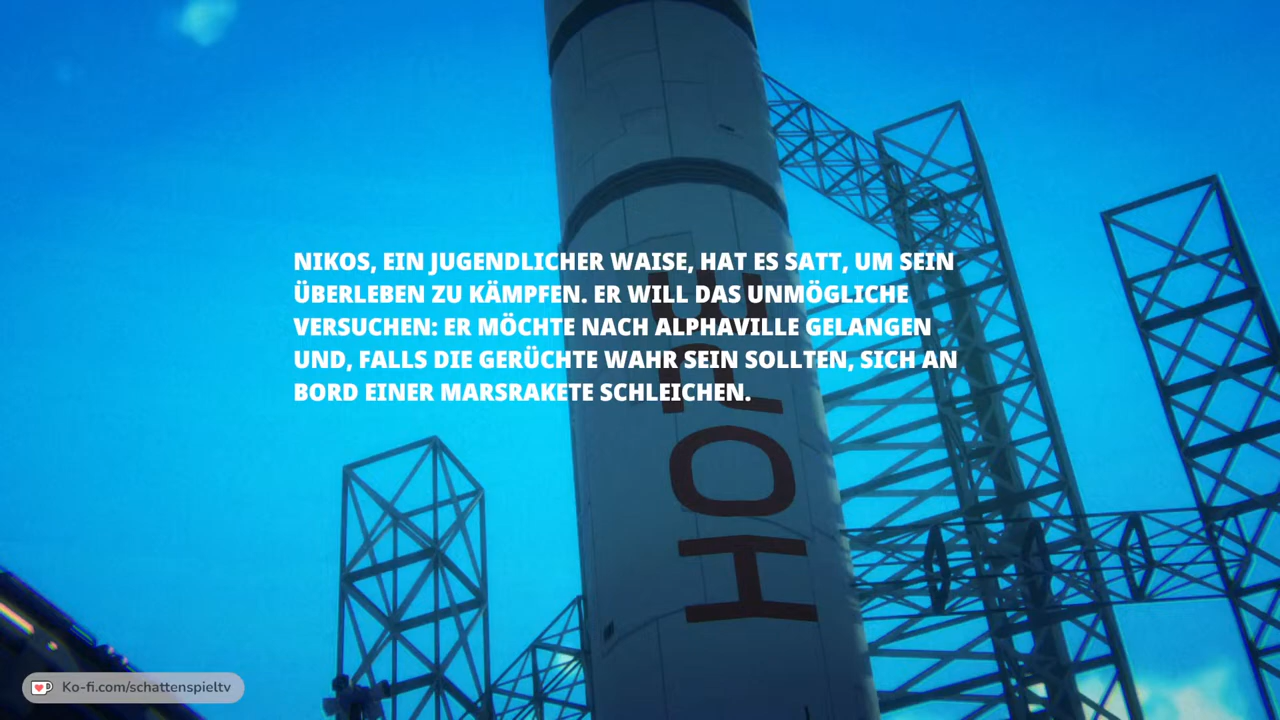 NIKOS, EIN JUGENDLICHER WAISE, HAT ES SATT, UM SEIN
ÜBERLEBEN ZU KÄMPFEN. ER WILL DAS UNMÖGLICHE
VERSUCHEN: ER MÖCHTE NACH ALPHAVILLE GELANGEN
UND, FALLS DIE GERÜCHTE WAHR SEIN SOLLTEN, SICH AN
BORD EINER MARSRAKETE SCHLEICHEN.
Ko-fi.com/schattenspieltv